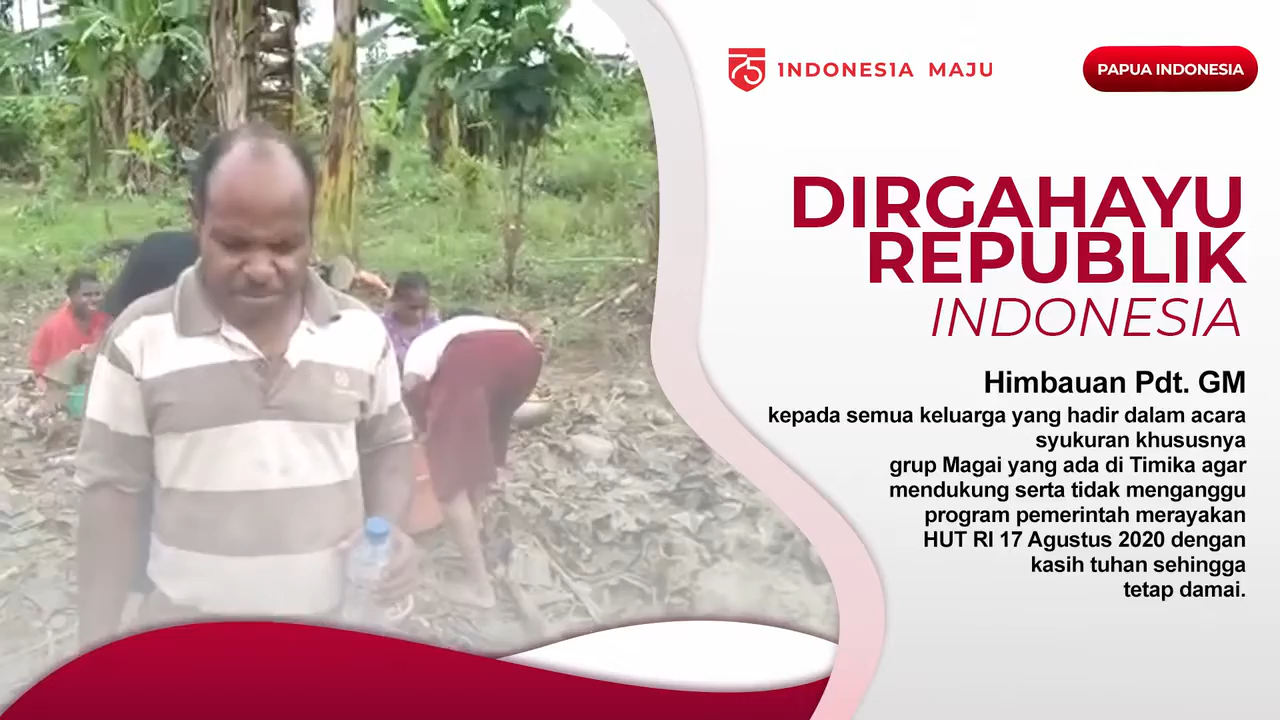 75 INDONESIA MAJU
PAPUA INDONESIA
DIRGAHAYU
REPUBLIK
INDONESIA
Himbauan Pdt. GM
kepada semua keluarga yang hadir dalam acara
syukuran khususnya
grup Magai yang ada di Timika agar
mendukung serta tidak menganggu
program pemerintah merayakan
HUT RI 17 Agustus 2020 dengan
kasih tuhan sehingga
tetap damai.